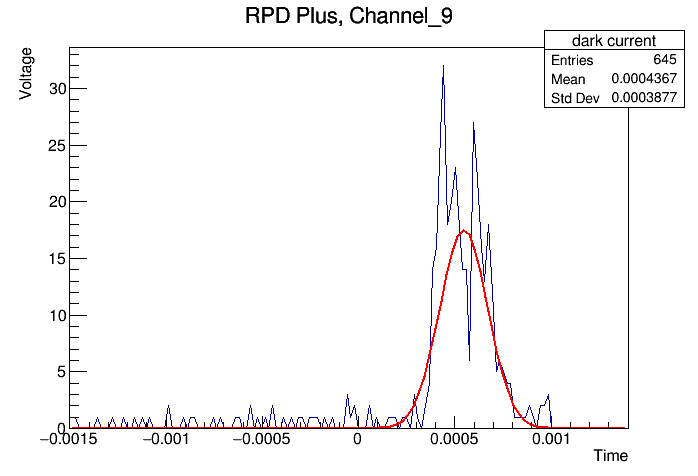 RPD Plus, Channel_9
dark current
Entries 645
Mean 0.0004367
Std Dev 0.0003877
Voltage
30
25
20
15
10
5
0
−0.0015 −0.001 −0.0005 0 0.0005 0.001
Time